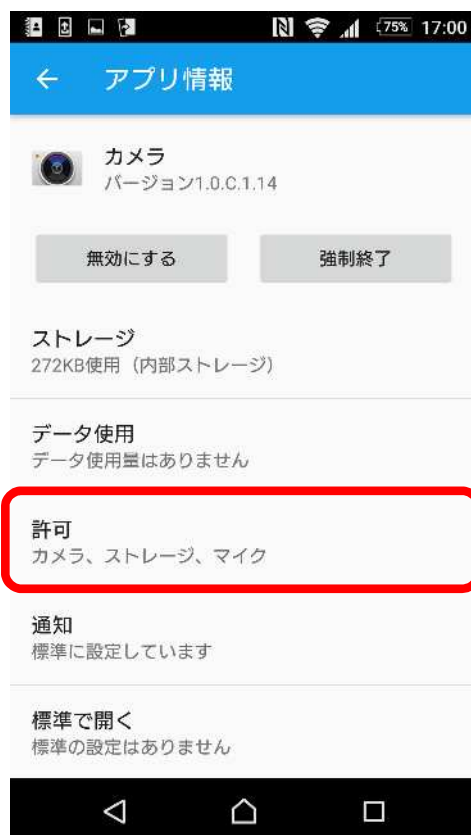 75% 17:00
アプリ情報
カメラ
バージョン1.0.C.1.14
無効にする 強制終了
ストレージ
272KB使用（内部ストレージ）
データ使用
データ使用量はありません
許可
カメラ、ストレージ、マイク
通知
標準に設定しています
標準で開く
標準の設定はありません